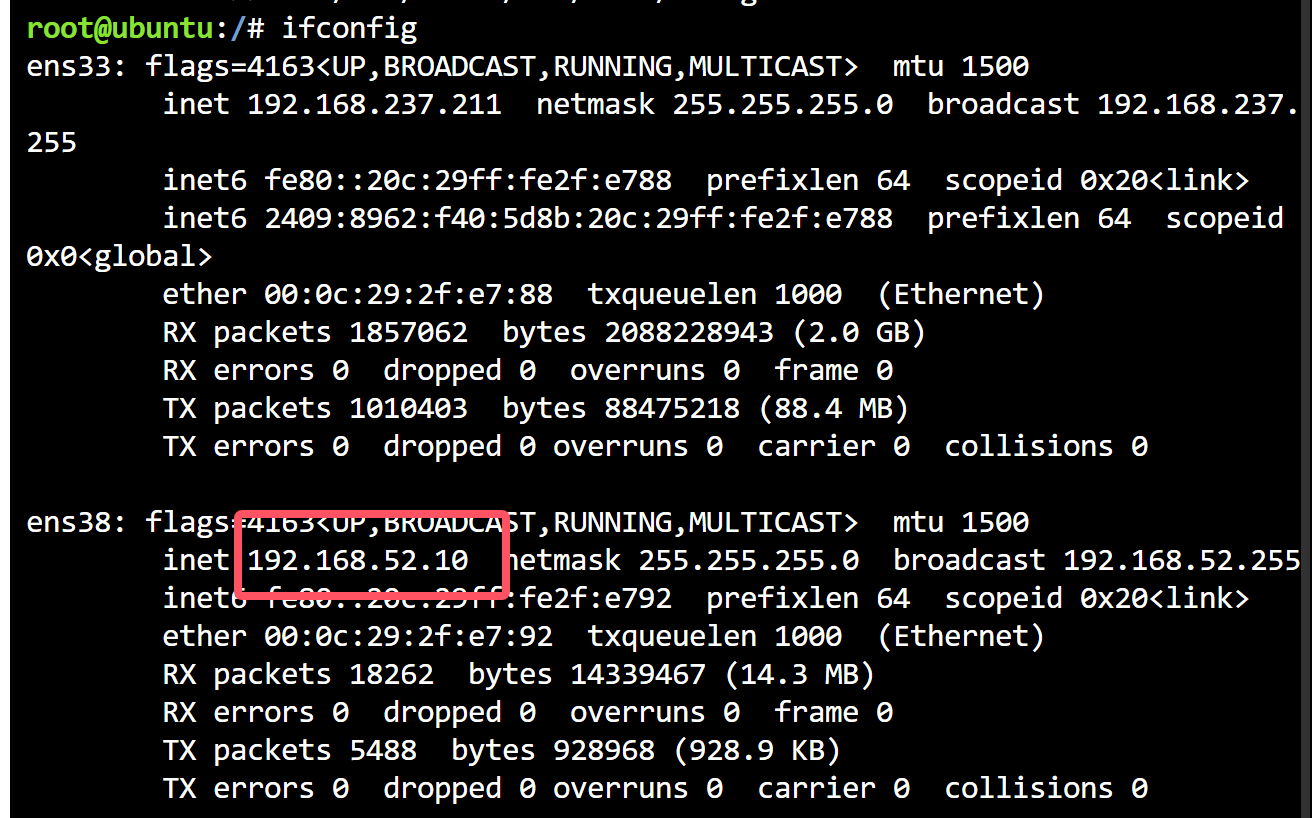 root@ubuntu:/# ifconfig
ens33: flags=4163<UP,BROADCAST,RUNNING,MULTICAST>  mtu 1500
        inet 192.168.237.211  netmask 255.255.255.0  broadcast 192.168.237.
255
        inet6 fe80::20c:29ff:fe2f:e788  prefixlen 64  scopeid 0x20<link>
        inet6 2409:8962:f40:5d8b:20c:29ff:fe2f:e788  prefixlen 64  scopeid
0x0<global>
        ether 00:0c:29:2f:e7:88  txqueuelen 1000  (Ethernet)
        RX packets 1857062  bytes 2088228943 (2.0 GB)
        RX errors 0  dropped 0  overruns 0  frame 0
        TX packets 1010403  bytes 88475218 (88.4 MB)
        TX errors 0  dropped 0 overruns 0  carrier 0  collisions 0

ens38: flags=4163<UP,BROADCAST,RUNNING,MULTICAST>  mtu 1500
        inet 192.168.52.10  netmask 255.255.255.0  broadcast 192.168.52.255
        inet6 fe80::20c:29ff:fe2f:e792  prefixlen 64  scopeid 0x20<link>
        ether 00:0c:29:2f:e7:92  txqueuelen 1000  (Ethernet)
        RX packets 18262  bytes 14339467 (14.3 MB)
        RX errors 0  dropped 0  overruns 0  frame 0
        TX packets 5488  bytes 928968 (928.9 KB)
        TX errors 0  dropped 0 overruns 0  carrier 0  collisions 0